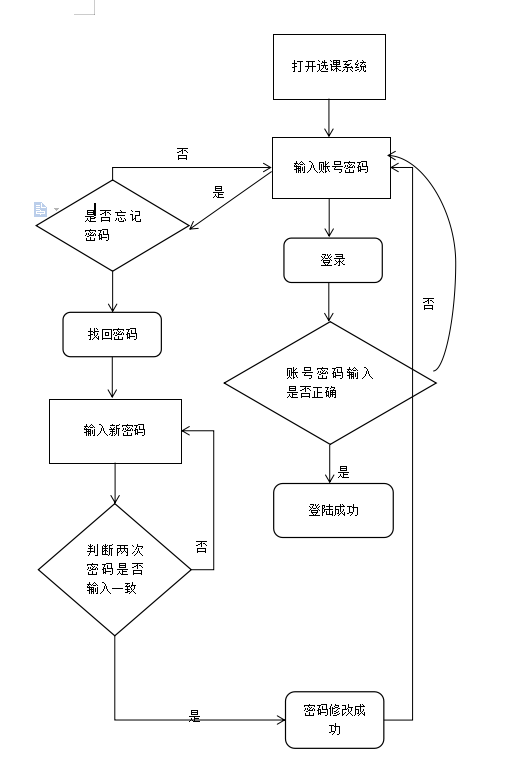 打开选课系统
否
输入账号密码
是
是否忘记
密码
登录
否
找回密码
账号密码输入
是否正确
输入新密码
是
登陆成功
否
判断两次
密码是否
输入一致
是
密码修改成
功